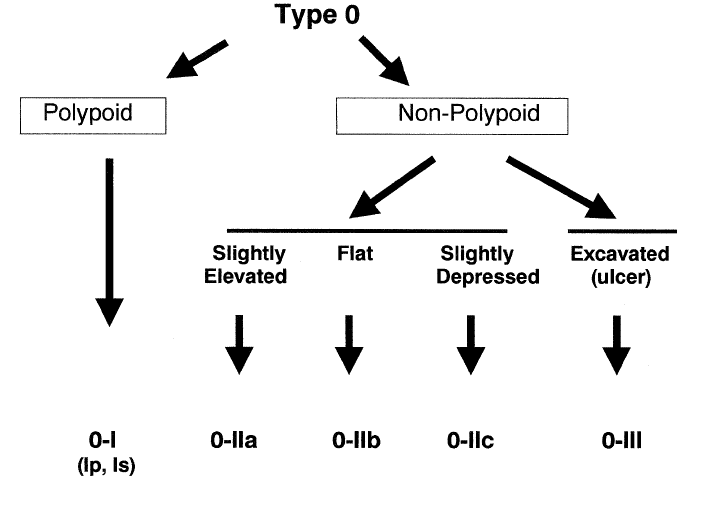 Type 0
Polypoid
Non-Polypoid
Slightly
Elevated
Flat
Slightly
Depressed
Excavated
(ulcer)
0-I
(Ip, Is)
0-IIa
0-IIb
0-IIc
0-III